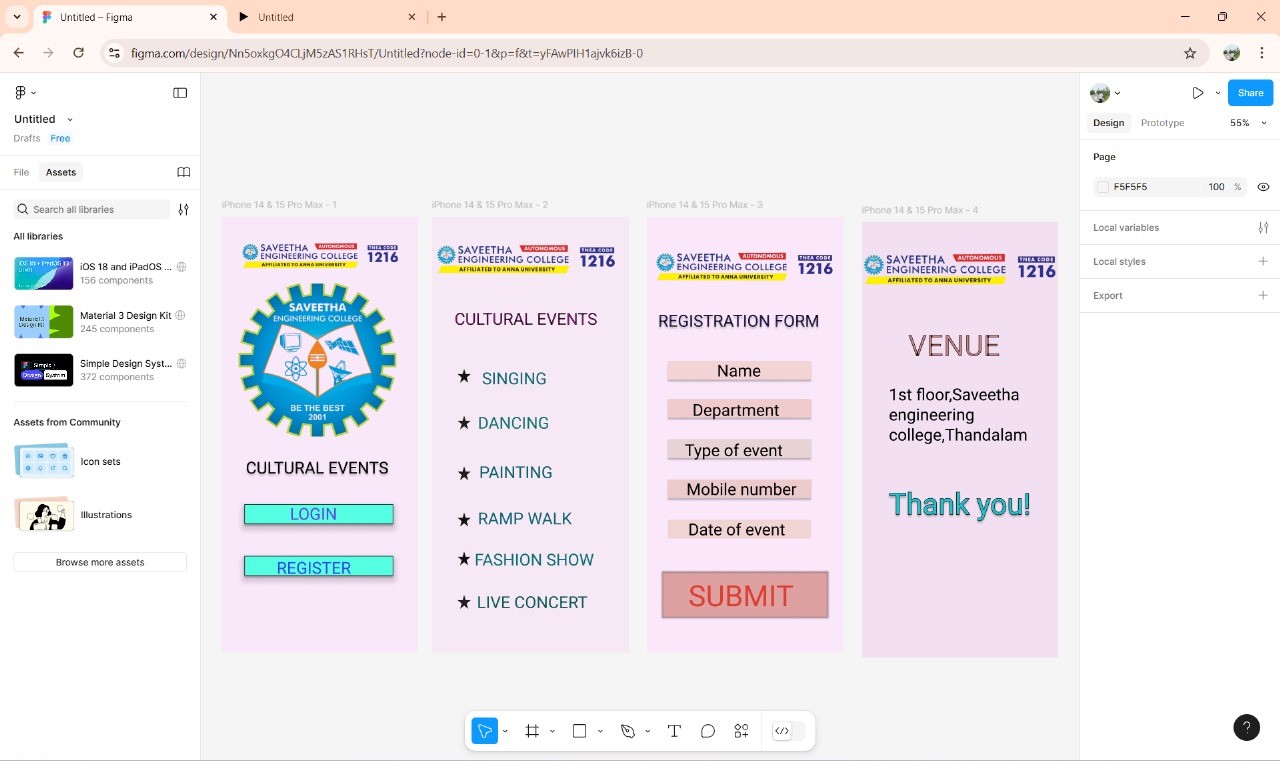 Untitled – Figma
Untitled
figma.com/design/Nn5oxkgO4CLjM5zAS1RHsT/Untitled?node-id=0-1&p=f&t=yFAwPIH1ajvk6izB-0
Untitled
Drafts Free
File Assets
Search all libraries
All libraries
iOS 18 and iPadOS ...
156 components
Material 3 Design Kit
245 components
Simple Design Syst...
372 components
Assets from Community
Icon sets
Illustrations
Browse more assets
iPhone 14 & 15 Pro Max - 1
SAVEETHA AUTONOMOUS
ENGINEERING COLLEGE
AFFILIATED TO ANNA UNIVERSITY
TNEA CODE
1216
SAVEETHA
ENGINEERING COLLEGE
BE THE BEST
2001
CULTURAL EVENTS
LOGIN
REGISTER
iPhone 14 & 15 Pro Max - 2
SAVEETHA AUTONOMOUS
ENGINEERING COLLEGE
AFFILIATED TO ANNA UNIVERSITY
TNEA CODE
1216
CULTURAL EVENTS
★ SINGING
★ DANCING
★ PAINTING
★ RAMP WALK
★ FASHION SHOW
★ LIVE CONCERT
iPhone 14 & 15 Pro Max - 3
SAVEETHA AUTONOMOUS
ENGINEERING COLLEGE
AFFILIATED TO ANNA UNIVERSITY
TNEA CODE
1216
REGISTRATION FORM
Name
Department
Type of event
Mobile number
Date of event
SUBMIT
iPhone 14 & 15 Pro Max - 4
SAVEETHA AUTONOMOUS
ENGINEERING COLLEGE
AFFILIATED TO ANNA UNIVERSITY
TNEA CODE
1216
VENUE
1st floor,Saveetha
engineering
college,Thandalam
Thank you!
Share
Design Prototype 55%
Page
F5F5F5 100 %
Local variables
Local styles
Export
?